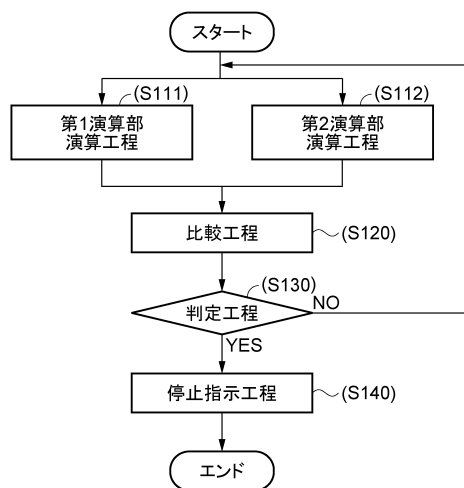 スタート
(S111)
第1演算部
演算工程
(S112)
第2演算部
演算工程
比較工程
(S120)
(S130)
判定工程
NO
YES
停止指示工程
(S140)
エンド